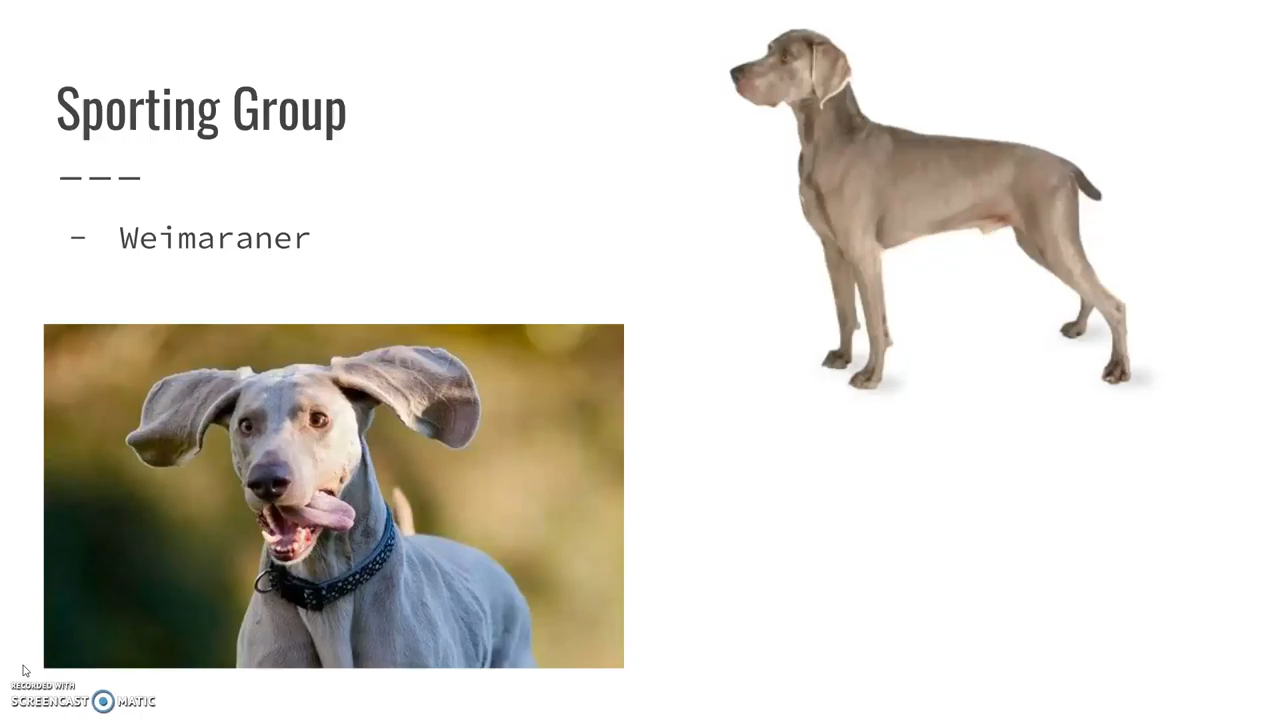 Sporting Group
- Weimaraner
RECORDED WITH
SCREENCAST MATIC